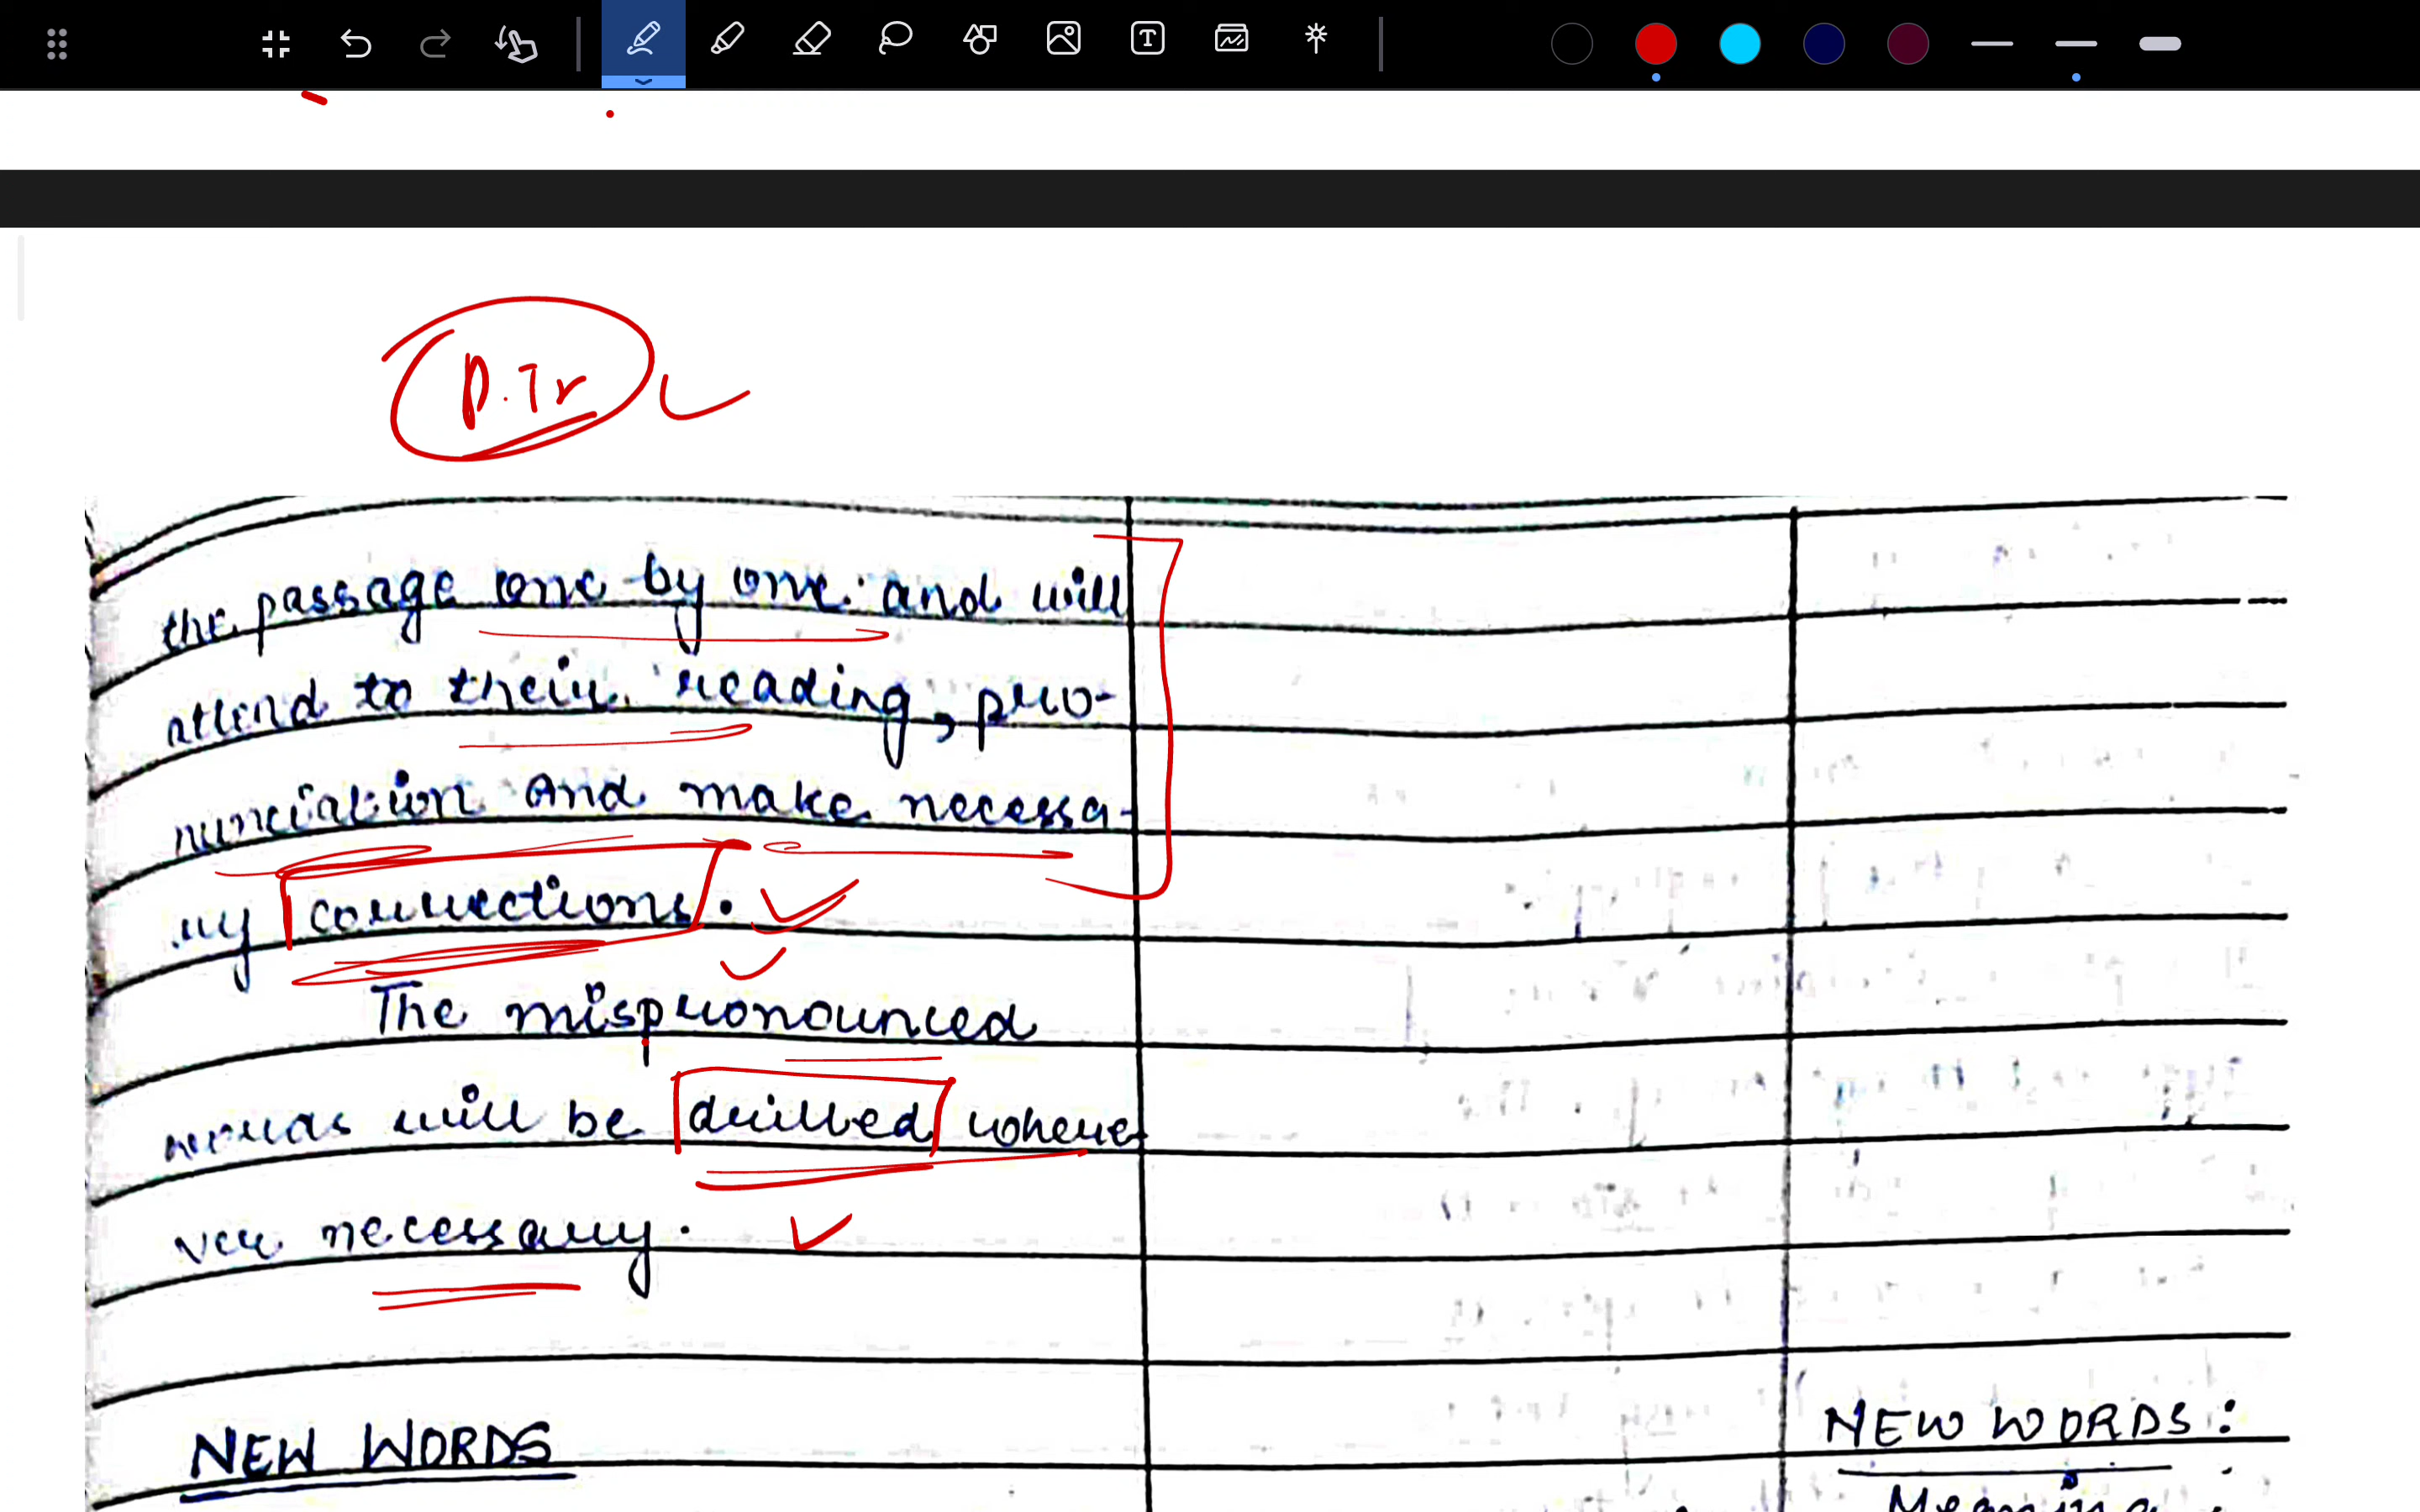 P.Tr
the passage one by one. and will
attend to their reading, pro-
nunciation And make necessa-
ry corrections.
The mispronounced
words will be drilled where
ver necessary.
NEW WORDS
NEW WORDS:
Meaning